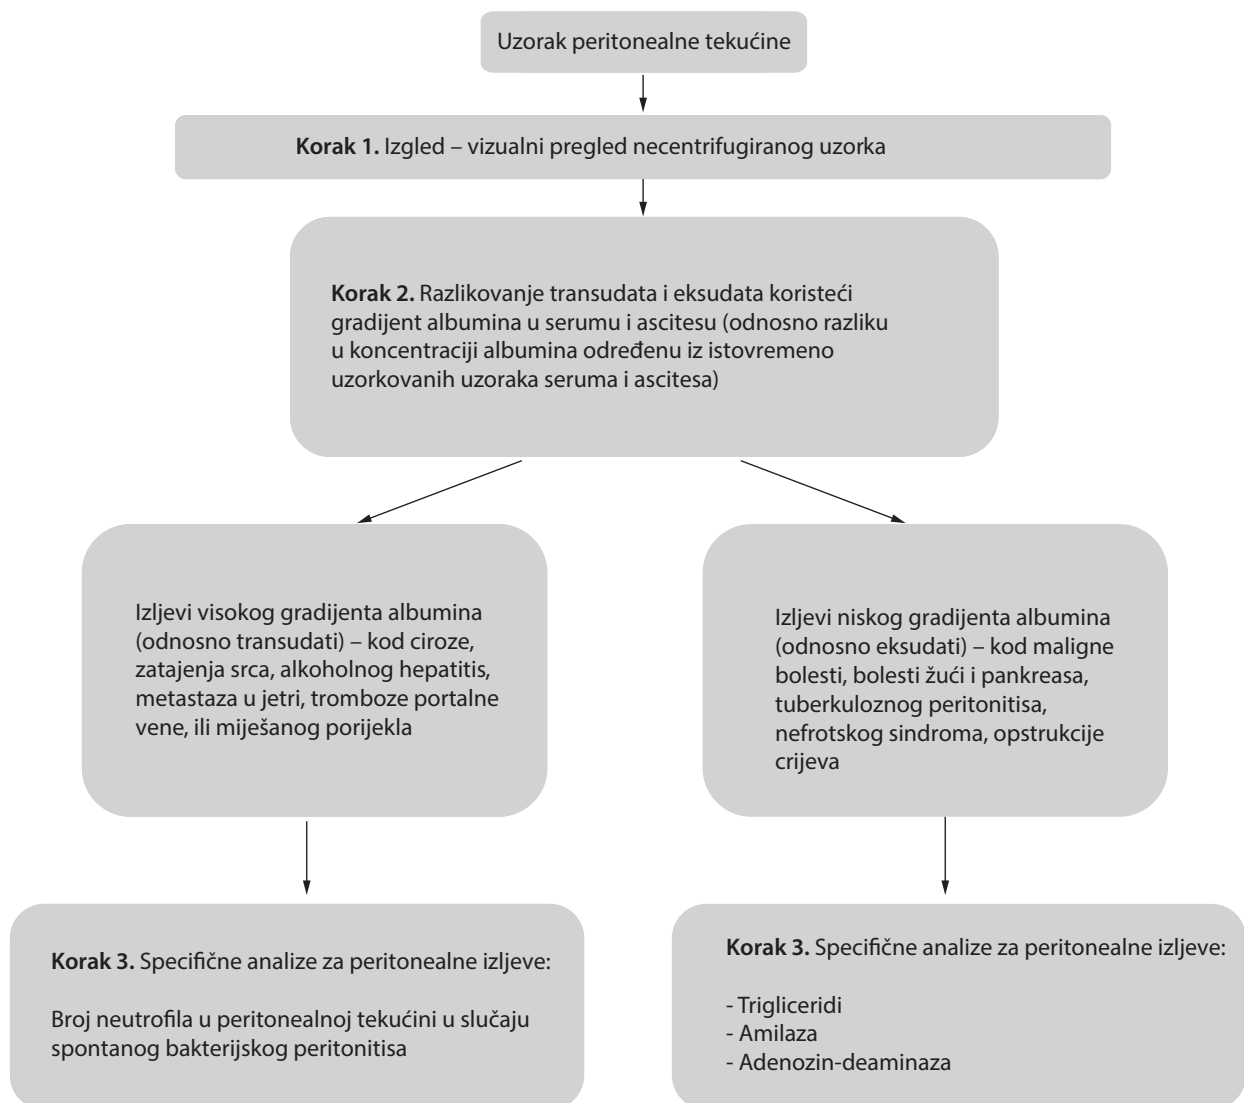 Uzorak peritonealne tekućine
Korak 1. Izgled – vizualni pregled necentrifugiranog uzorka
Korak 2. Razlikovanje transudata i eksudata koristeći
gradijent albumina u serumu i ascitesu (odnosno razliku
u koncentraciji albumina određenu iz istovremeno
uzorkovanih uzoraka seruma i ascitesa)
Izljevi visokog gradijenta albumina
(odnosno transudati) – kod ciroze,
zatajenja srca, alkoholnog hepatitis,
metastaza u jetri, tromboze portalne
vene, ili miješanog porijekla
Izljevi niskog gradijenta albumina
(odnosno eksudati) – kod maligne
bolesti, bolesti žući i pankreasa,
tuberkuloznog peritonitisa,
nefrotskog sindroma, opstrukcije
crijeva
Korak 3. Specifične analize za peritonealne izljeve:
Broj neutrofila u peritonealnoj tekućini u slučaju
spontanog bakterijskog peritonitisa
Korak 3. Specifične analize za peritonealne izljeve:
- Trigliceridi
- Amilaza
- Adenozin-deaminaza